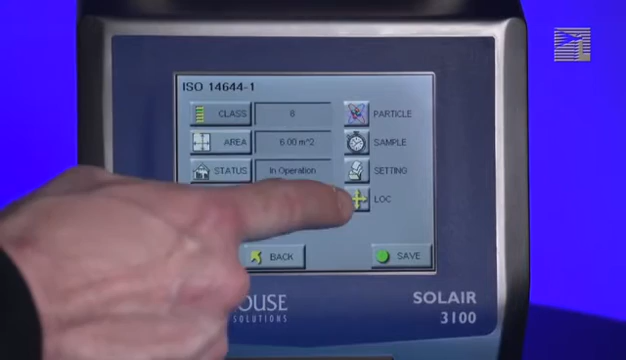 ISO 14644-1
CLASS 6 PARTICLE
AREA 6.00 m^2 SAMPLE
STATUS In Operation SETTING
LOC
BACK SAVE
OUSE SOLAIR
SOLUTIONS 3100